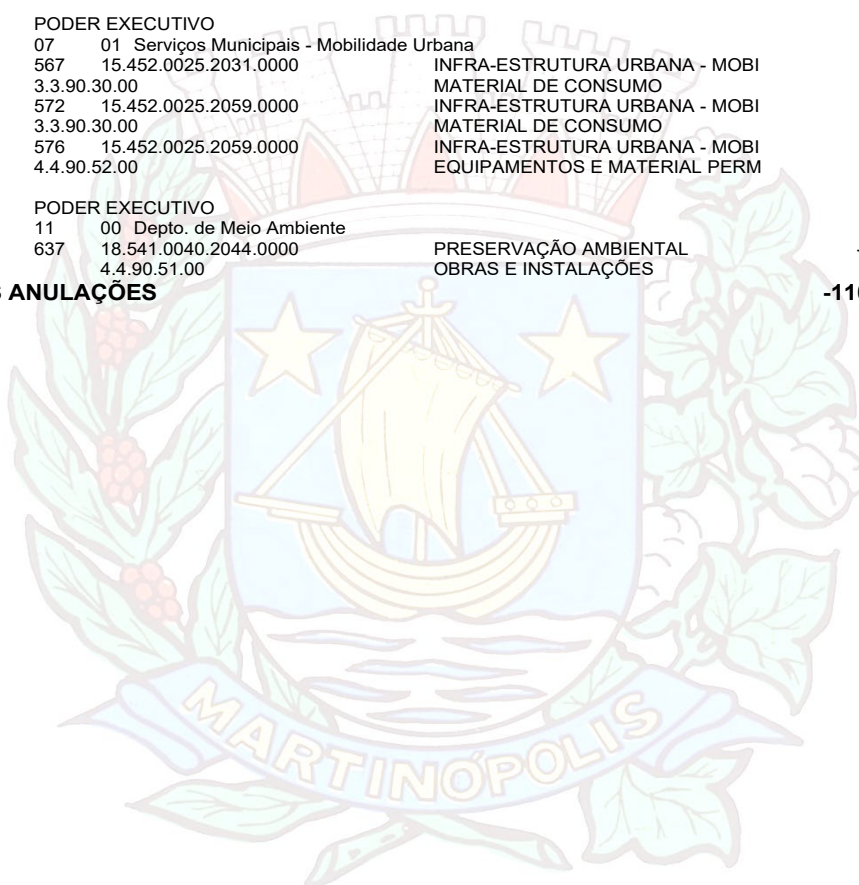 PODER EXECUTIVO
07 01 Serviços Municipais - Mobilidade Urbana
567 15.452.0025.2031.0000 INFRA-ESTRUTURA URBANA - MOBI
3.3.90.30.00 MATERIAL DE CONSUMO
572 15.452.0025.2059.0000 INFRA-ESTRUTURA URBANA - MOBI
3.3.90.30.00 MATERIAL DE CONSUMO
576 15.452.0025.2059.0000 INFRA-ESTRUTURA URBANA - MOBI
4.4.90.52.00 EQUIPAMENTOS E MATERIAL PERM
PODER EXECUTIVO
11 00 Depto. de Meio Ambiente
637 18.541.0040.2044.0000 PRESERVAÇÃO AMBIENTAL -
4.4.90.51.00 OBRAS E INSTALAÇÕES
ANULAÇÕES
MARTINÓPOLIS